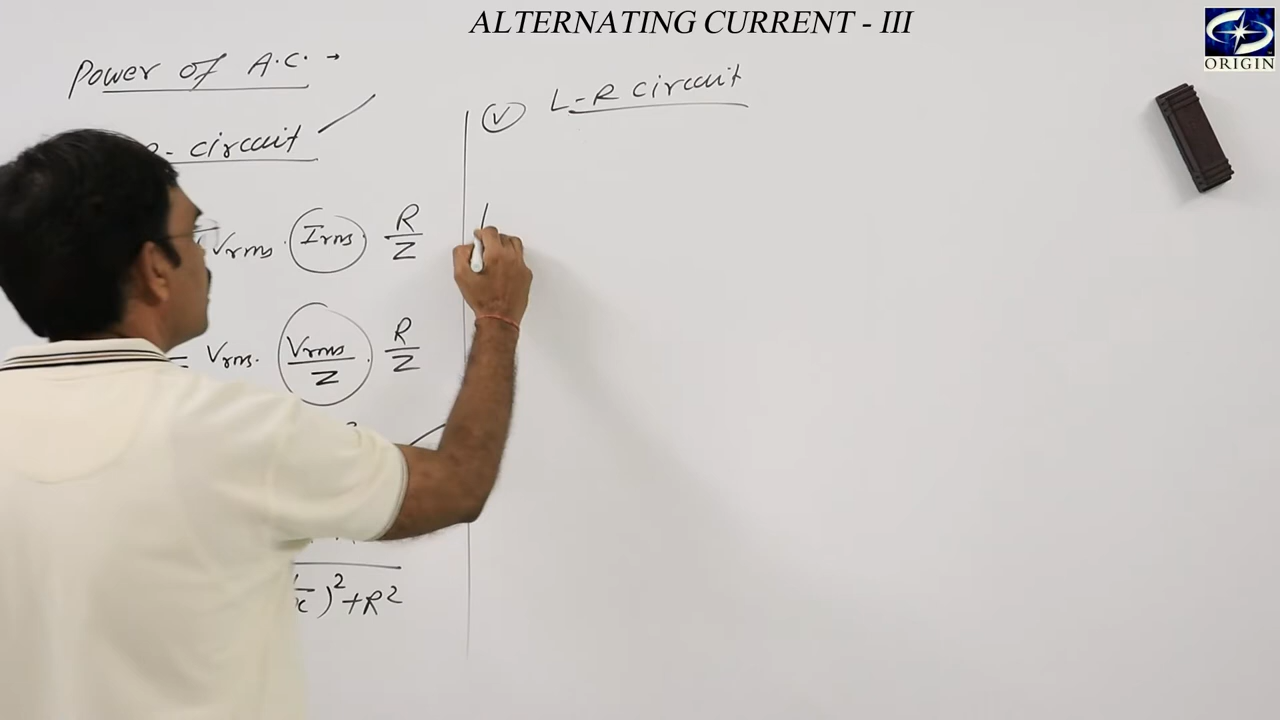 ALTERNATING CURRENT - III
ORIGIN
Power of A.C. →
R - circuit
Vrms . Irms R/Z
= Vrms . Vrms/Z . R/Z
)² + R²
(v) L-R circuit